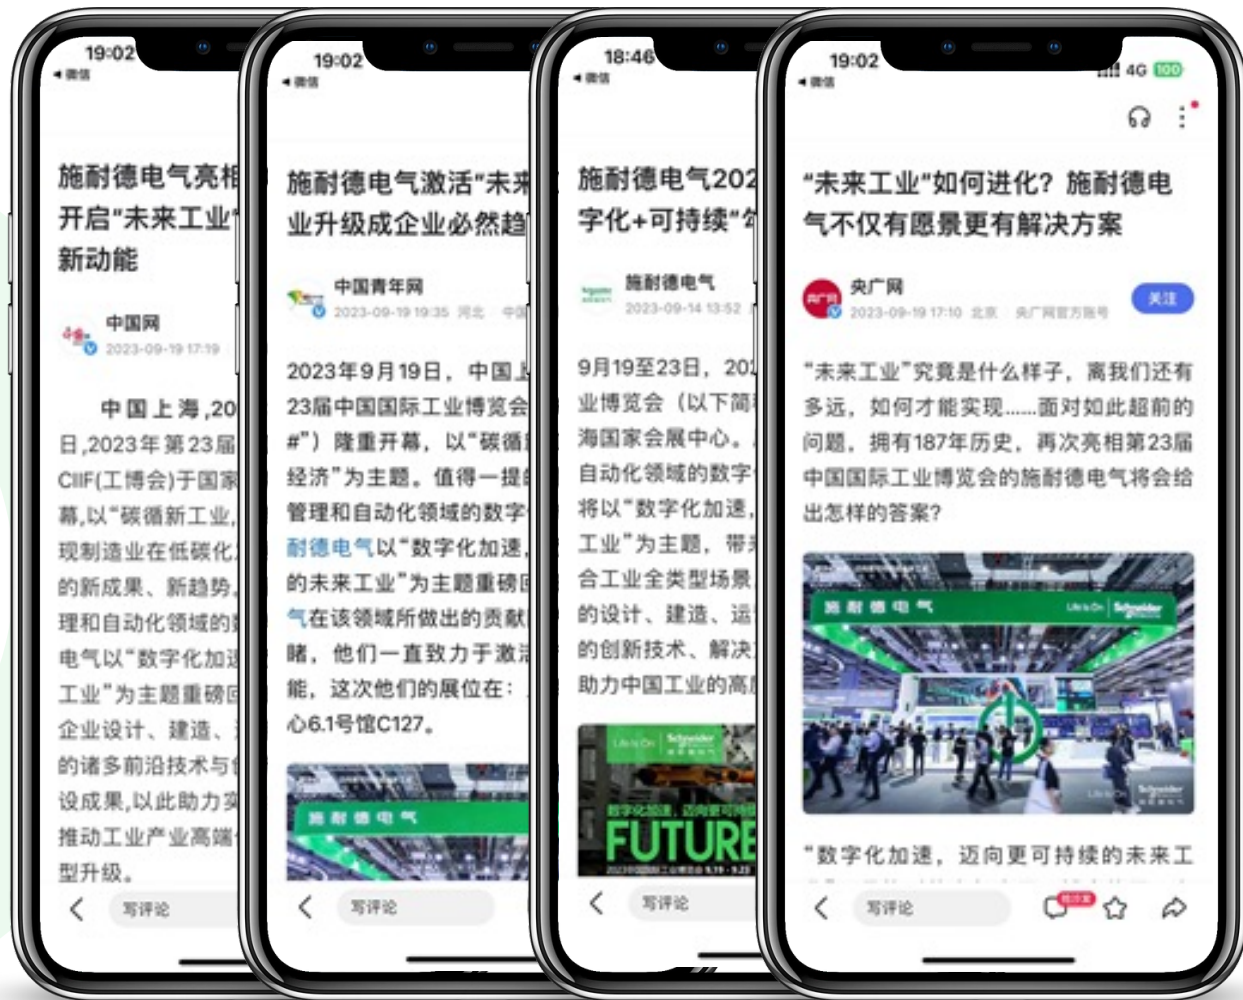 19:02
微信
施耐德电气亮相
开启“未来工业”
新动能
中国网
2023-09-19 17:19
中国上海,20
日,2023年第23届
CIIF(工博会)于国家
幕,以“碳循新工业,
现制造业在低碳化
的新成果、新趋势。
理和自动化领域的
电气以“数字化加速
工业”为主题重磅回
企业设计、建造、
的诸多前沿技术与
设成果,以此助力实
推动工业产业高端
型升级。
写评论
19:02
微信
施耐德电气激活“未来
业升级成企业必然趋
中国青年网
2023-09-19 19:35 河北 中国
2023年9月19日，中国上
23届中国国际工业博览会
#”）隆重开幕，以“碳循
经济”为主题。值得一提
管理和自动化领域的数字
耐德电气以“数字化加速，
的未来工业”为主题重磅回
气在该领域所做出的贡献
睹，他们一直致力于激活
能，这次他们的展位在：
心6.1号馆C127。
施耐德电气
写评论
18:46
微信
施耐德电气202
字化+可持续”
施耐德电气
2023-09-14 13:52
9月19至23日，202
业博览会（以下简
海国家会展中心。
自动化领域的数字
将以“数字化加速，
工业”为主题，带来
合工业全类型场景
的设计、建造、运
的创新技术、解决
助力中国工业的高质
Life Is On Schneider
数字化加速，迈向更可持续
FUTURE
写评论
19:02
4G 100
微信
“未来工业”如何进化？施耐德电
气不仅有愿景更有解决方案
央广网
关注
2023-09-19 17:10 北京 央广网官方账号
“未来工业”究竟是什么样子，离我们还有
多远，如何才能实现……面对如此超前的
问题，拥有187年历史，再次亮相第23届
中国国际工业博览会的施耐德电气将会给
出怎样的答案？
施耐德电气 Life Is On Schneider
Life Is On Schneider
“数字化加速，迈向更可持续的未来工
写评论